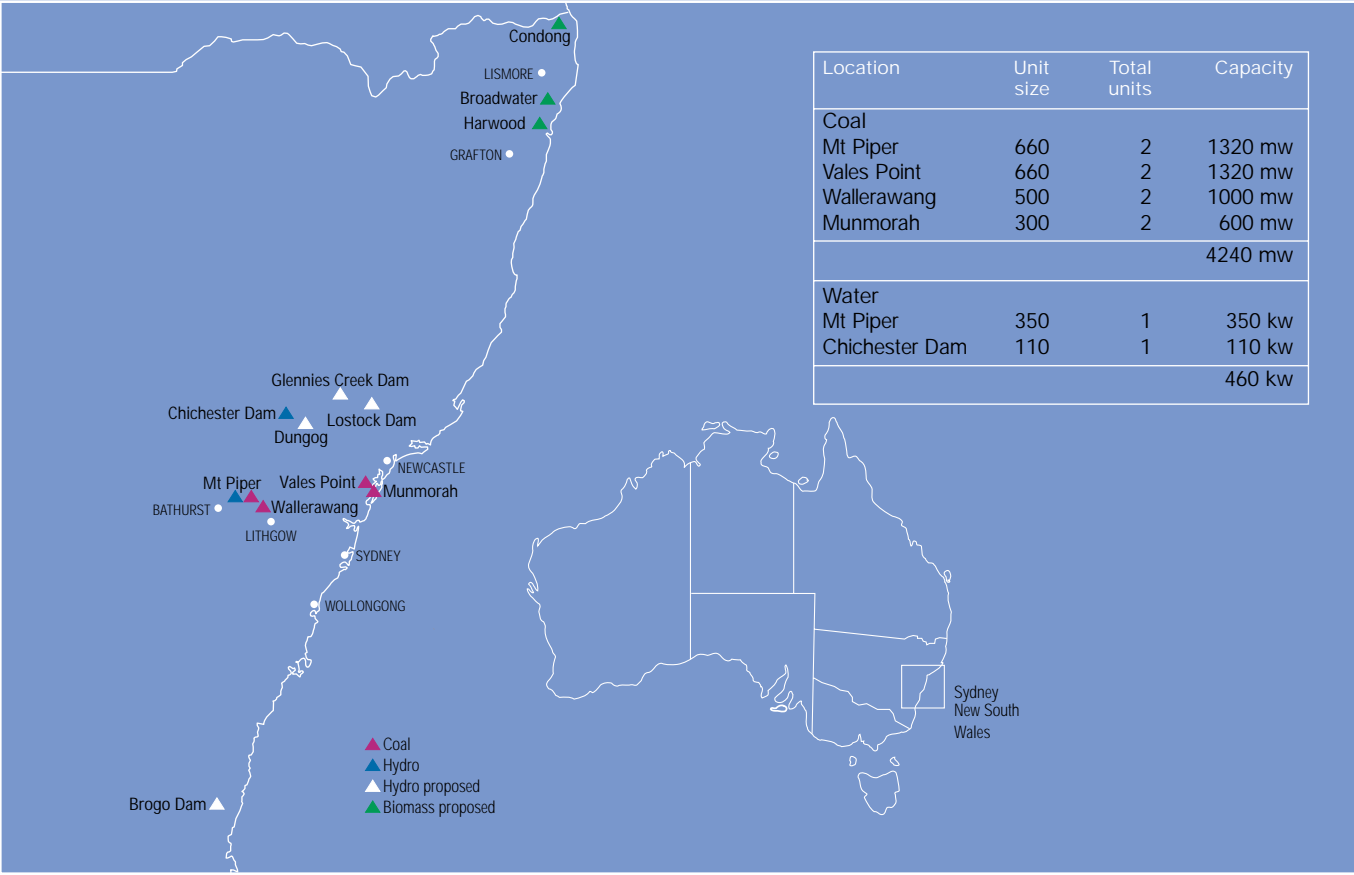 Condong
LISMORE
Broadwater
Harwood
GRAFTON
Location Unit size Total units Capacity
Coal
Mt Piper 660 2 1320 mw
Vales Point 660 2 1320 mw
Wallerawang 500 2 1000 mw
Munmorah 300 2 600 mw
4240 mw
Water
Mt Piper 350 1 350 kw
Chichester Dam 110 1 110 kw
460 kw
Glennies Creek Dam
Chichester Dam
Lostock Dam
Dungog
NEWCASTLE
Mt Piper
Vales Point
Munmorah
BATHURST
Wallerawang
LITHGOW
SYDNEY
WOLLONGONG
Sydney
New South
Wales
Coal
Hydro
Hydro proposed
Biomass proposed
Brogo Dam